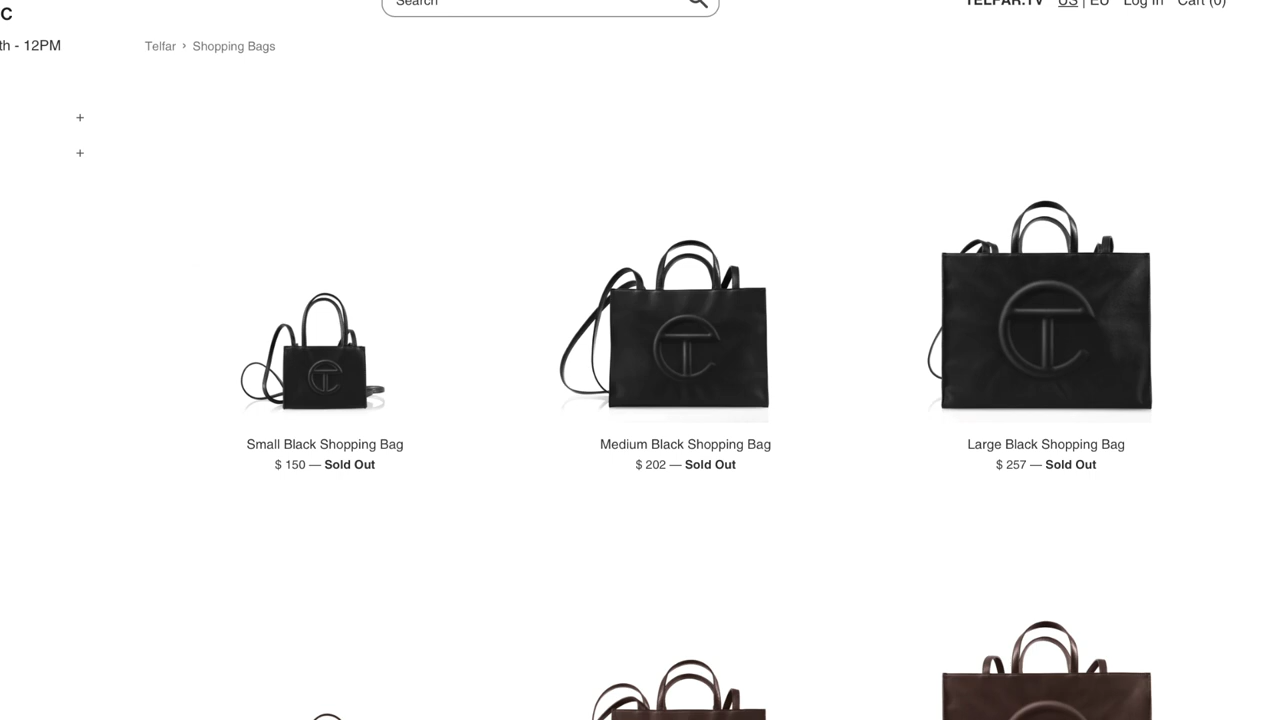 C
Search
TELFAR.TV US | EU Log In Cart (0)
th - 12PM
Telfar › Shopping Bags
+
+
Small Black Shopping Bag
$ 150 — Sold Out
Medium Black Shopping Bag
$ 202 — Sold Out
Large Black Shopping Bag
$ 257 — Sold Out